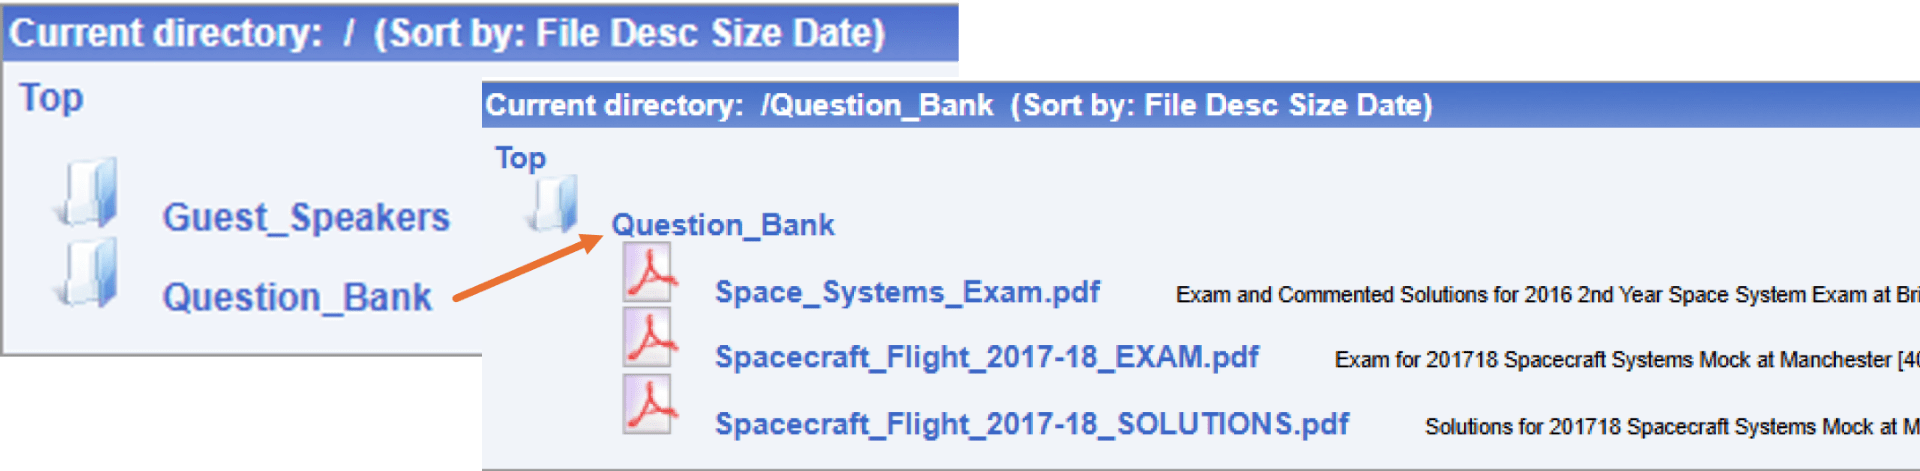 Current directory: / (Sort by: File Desc Size Date)
Top
Guest_Speakers
Question_Bank
Current directory: /Question_Bank (Sort by: File Desc Size Date)
Top
Question_Bank
Space_Systems_Exam.pdf Exam and Commented Solutions for 2016 2nd Year Space System Exam at
Spacecraft_Flight_2017-18_EXAM.pdf Exam for 201718 Spacecraft Systems Mock at Manchester
Spacecraft_Flight_2017-18_SOLUTIONS.pdf Solutions for 201718 Spacecraft Systems Mock at